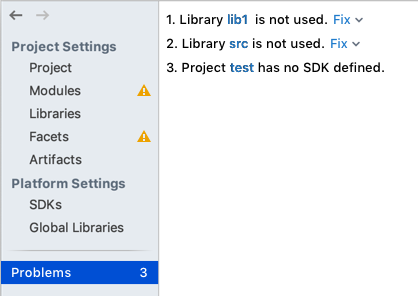 Project Settings
Project
Modules
Libraries
Facets
Artifacts
Platform Settings
SDKs
Global Libraries
Problems 3
1. Library lib1 is not used. Fix
2. Library src is not used. Fix
3. Project test has no SDK defined.